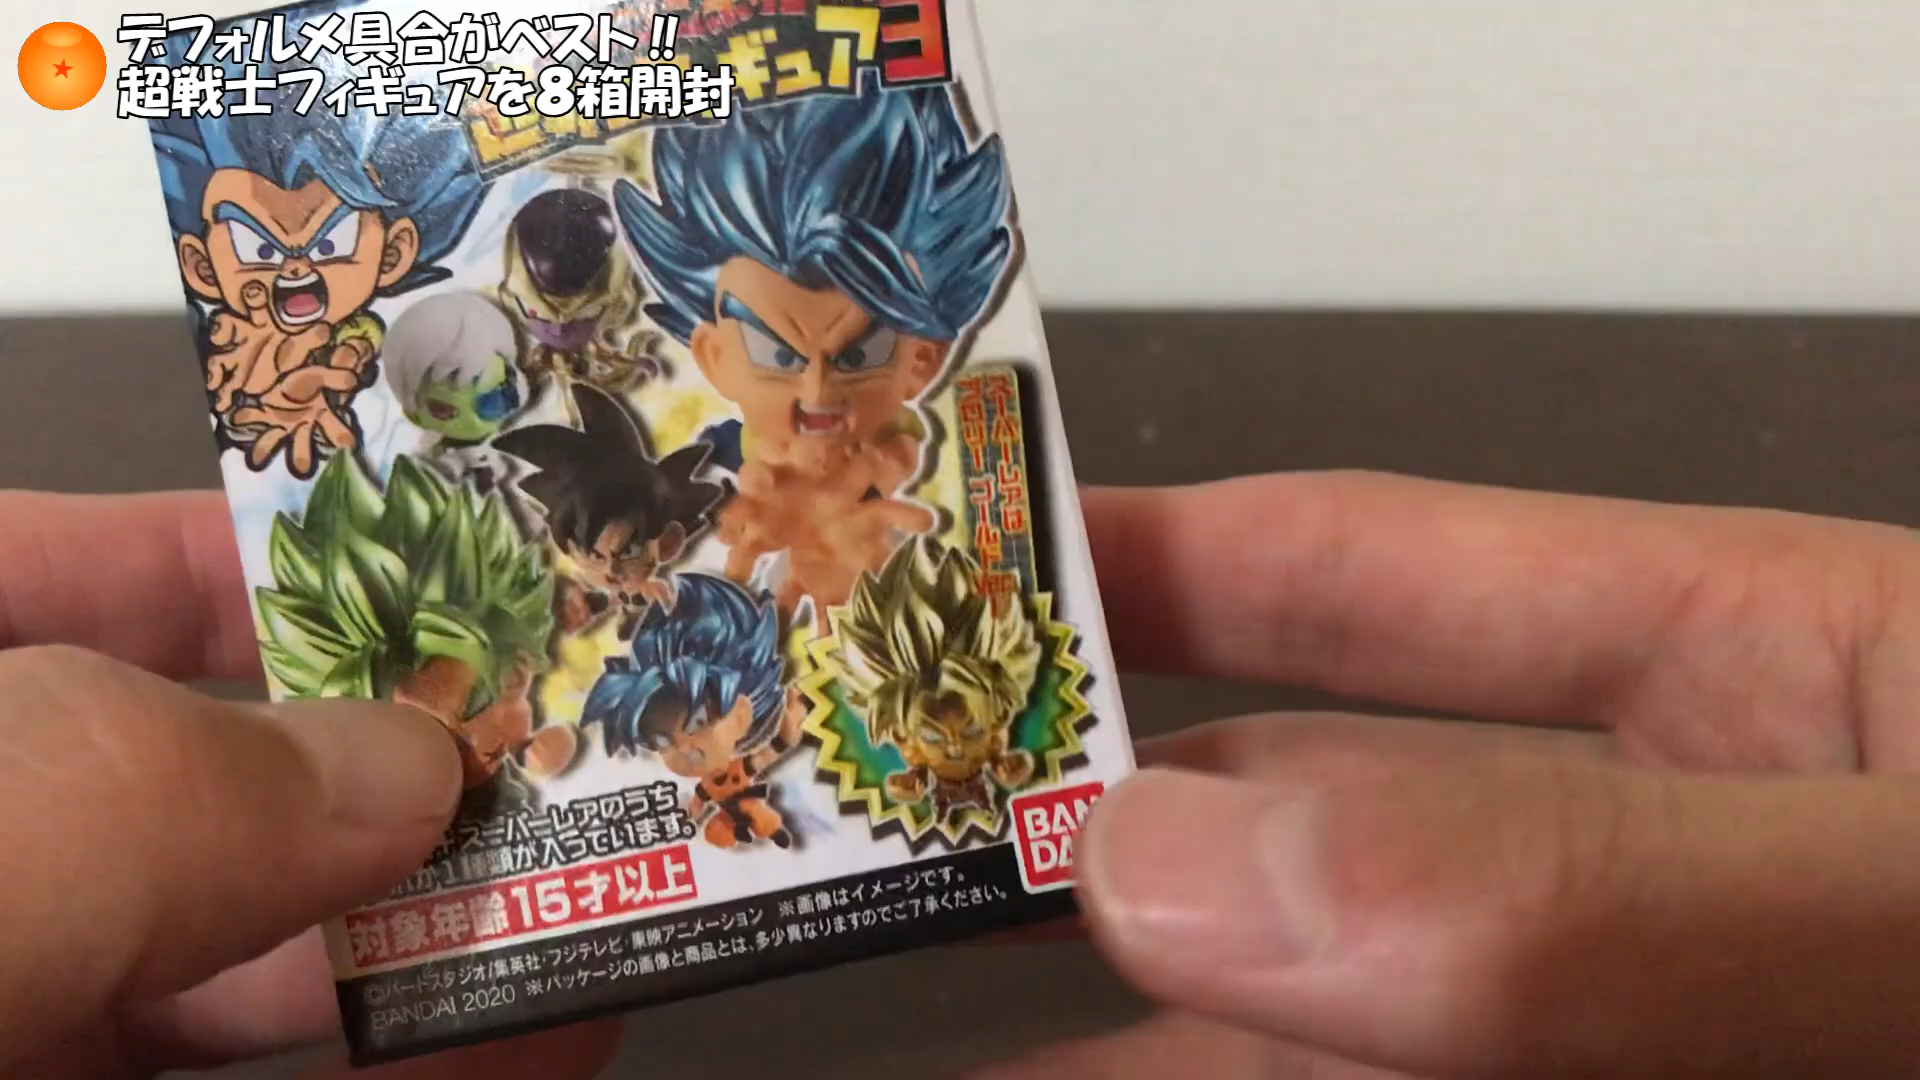 デフォルメ具合がベスト!!
超戦士フィギュアを8箱開封
ギュア3
スーパーレアは
ブロリー ゴールドVer.
スーパーレアのうち
が入っています。
対象年齢15才以上
©バードスタジオ/集英社・フジテレビ・東映アニメーション ※画像はイメージです。
BANDAI 2020 ※パッケージの画像と商品とは、多少異なりますのでご了承ください。
BAN
DA